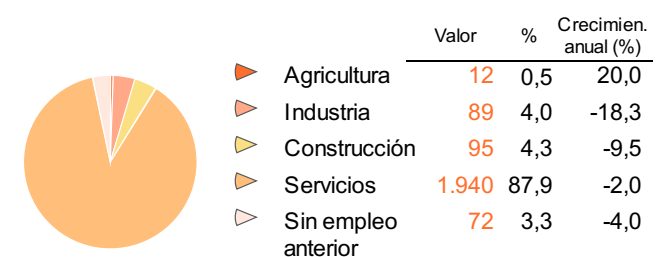 Valor % Crecimien. anual (%)
Agricultura 12 0,5 20,0
Industria 89 4,0 -18,3
Construcción 95 4,3 -9,5
Servicios 1.940 87,9 -2,0
Sin empleo 72 3,3 -4,0
anterior